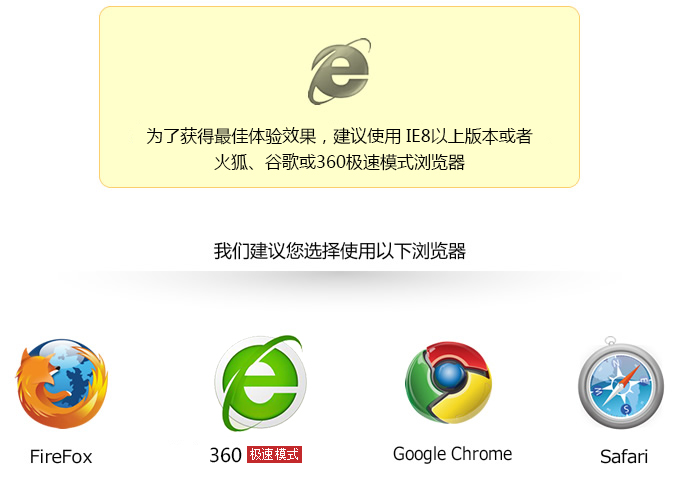 为了获得最佳体验效果，建议使用 IE8以上版本或者
火狐、谷歌或360极速模式浏览器
我们建议您选择使用以下浏览器
FireFox
360 极速模式
Google Chrome
Safari